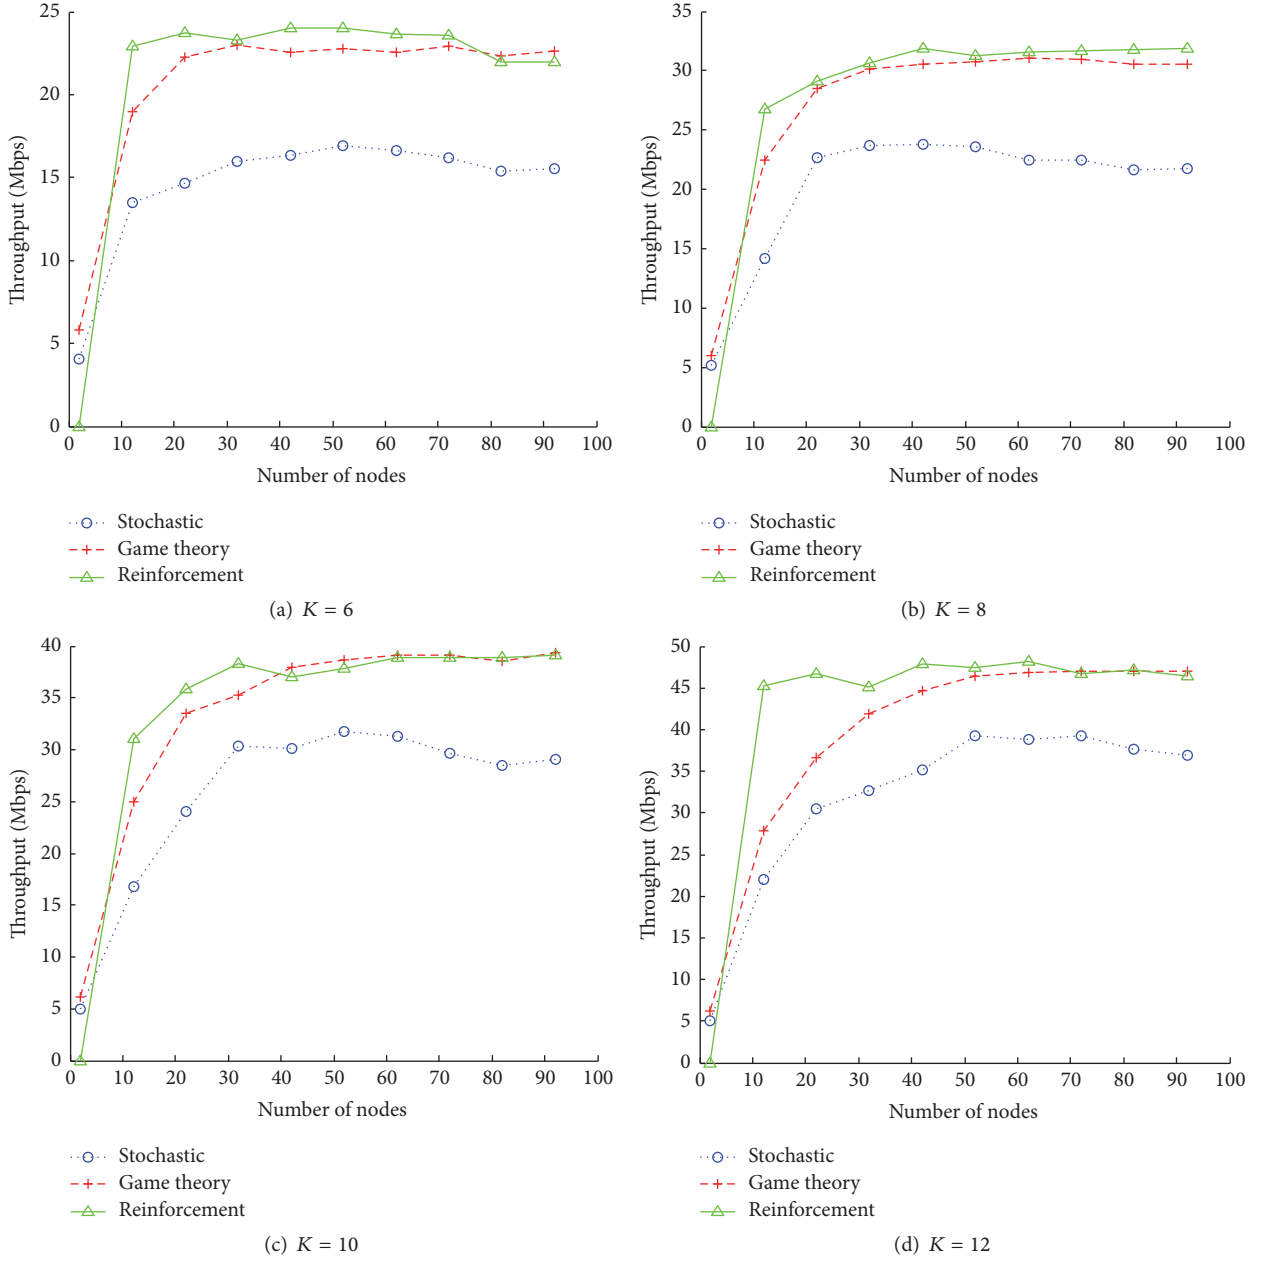 25
20
15
10
5
0
Throughput (Mbps)
0 10 20 30 40 50 60 70 80 90 100
Number of nodes
Stochastic
Game theory
Reinforcement
(a) K = 6
35
30
25
20
15
10
5
0
Throughput (Mbps)
0 10 20 30 40 50 60 70 80 90 100
Number of nodes
Stochastic
Game theory
Reinforcement
(b) K = 8
40
35
30
25
20
15
10
5
0
Throughput (Mbps)
0 10 20 30 40 50 60 70 80 90 100
Number of nodes
Stochastic
Game theory
Reinforcement
(c) K = 10
50
45
40
35
30
25
20
15
10
5
0
Throughput (Mbps)
0 10 20 30 40 50 60 70 80 90 100
Number of nodes
Stochastic
Game theory
Reinforcement
(d) K = 12